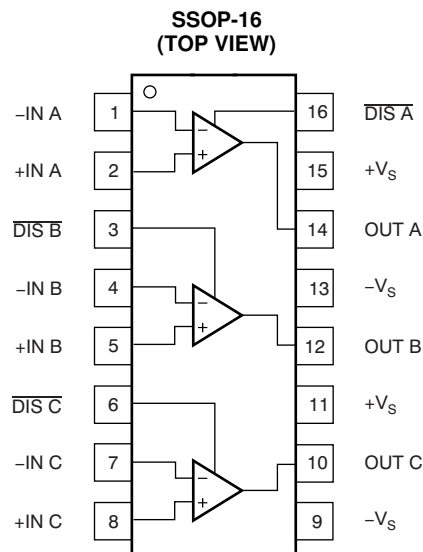 SSOP-16
(TOP VIEW)
−IN A 1 16 DIS A
− +
+IN A 2 15 +VS
DIS B 3 14 OUT A
−IN B 4 13 −VS
− +
+IN B 5 12 OUT B
DIS C 6 11 +VS
−IN C 7 10 OUT C
− +
+IN C 8 9 −VS